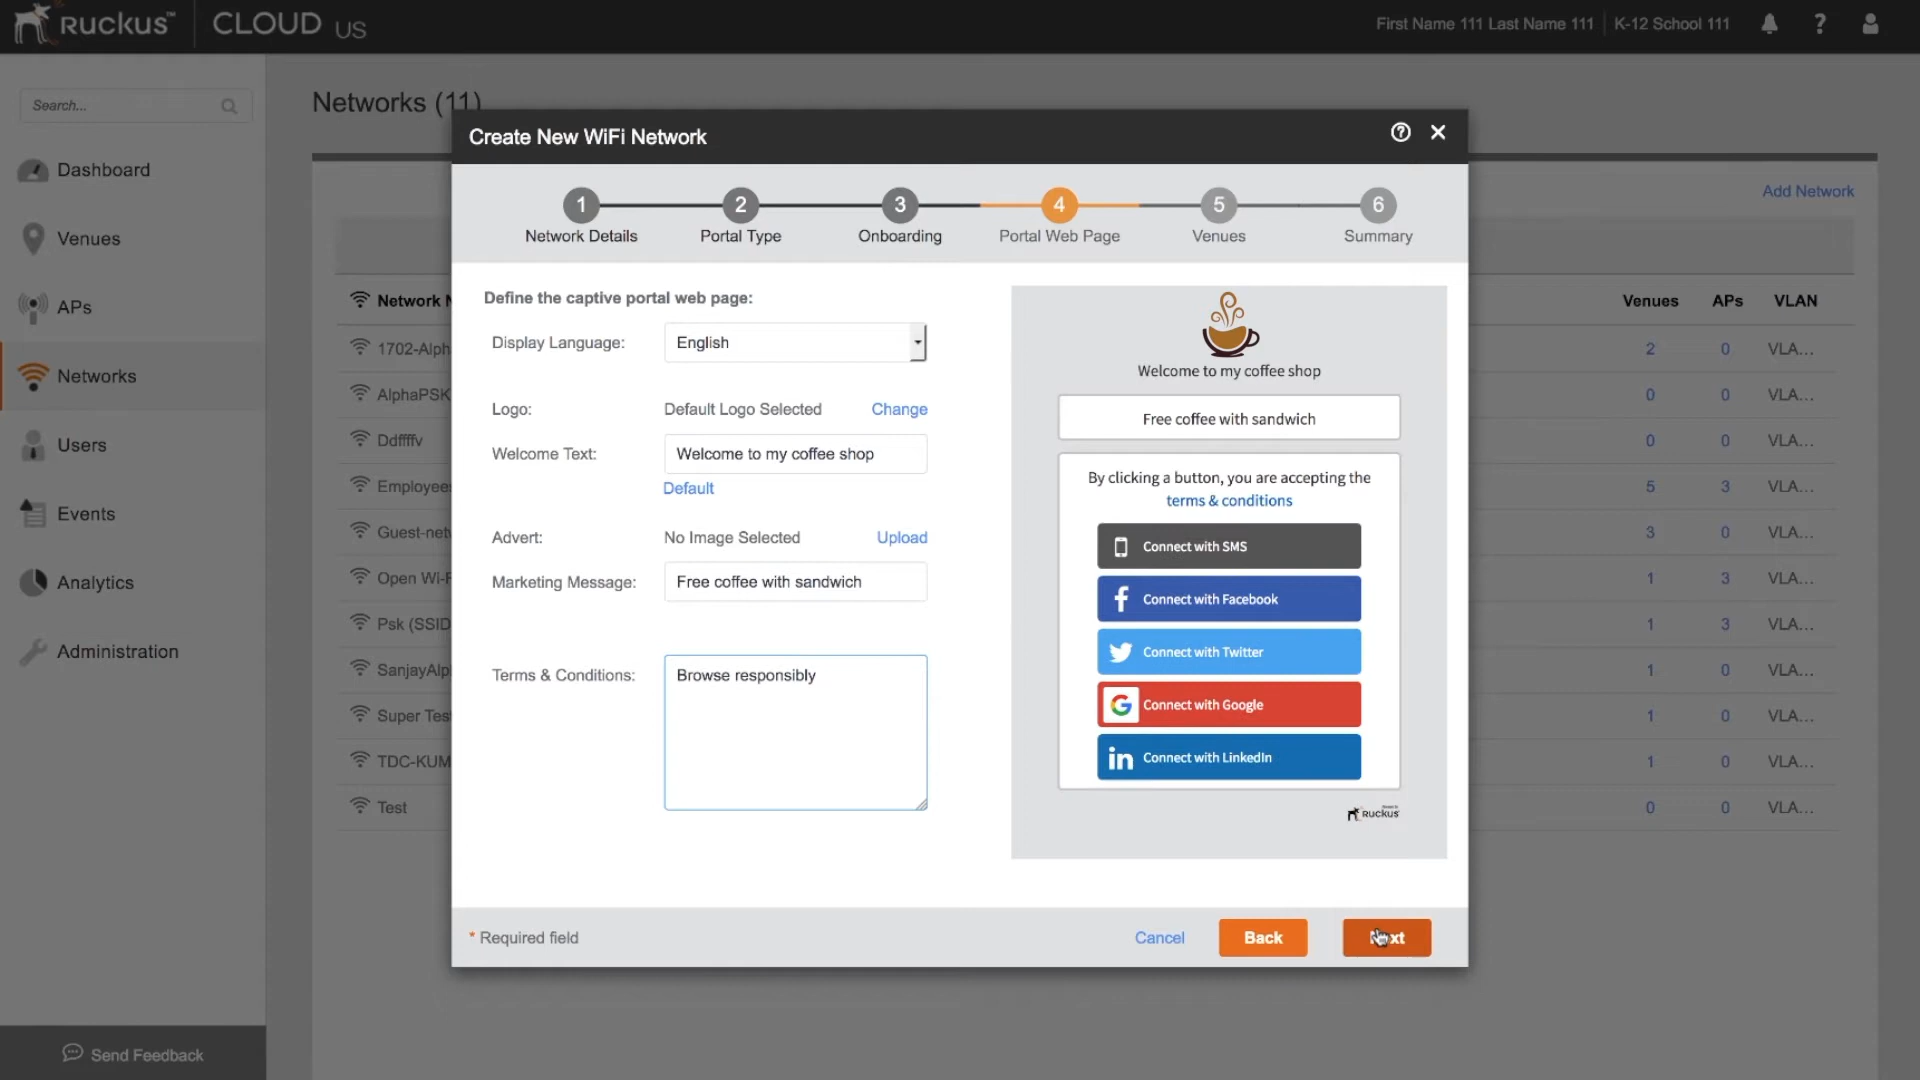 Ruckus™ CLOUD US
First Name 111 Last Name 111 K-12 School 111
Search...
Dashboard
Venues
APs
Networks
Users
Events
Analytics
Administration
Send Feedback
Networks (11)
Add Network
Network N Venues APs VLAN
1702-Alph 2 0 VLA...
AlphaPSK 0 0 VLA...
Ddffffv 0 0 VLA...
Employee 5 3 VLA...
Guest-net 3 0 VLA...
Open Wi-F 1 3 VLA...
Psk (SSID 1 3 VLA...
SanjayAlp 1 0 VLA...
Super Test 1 0 VLA...
TDC-KUM 1 0 VLA...
Test 0 0 VLA...
Create New WiFi Network
1 2 3 4 5 6
Network Details Portal Type Onboarding Portal Web Page Venues Summary
Define the captive portal web page:
Display Language: English
Logo: Default Logo Selected Change
Welcome Text: Welcome to my coffee shop
Default
Advert: No Image Selected Upload
Marketing Message: Free coffee with sandwich
Terms & Conditions: Browse responsibly
Welcome to my coffee shop
Free coffee with sandwich
By clicking a button, you are accepting the
terms & conditions
Connect with SMS
Connect with Facebook
Connect with Twitter
Connect with Google
Connect with LinkedIn
Ruckus
* Required field
Cancel Back Next